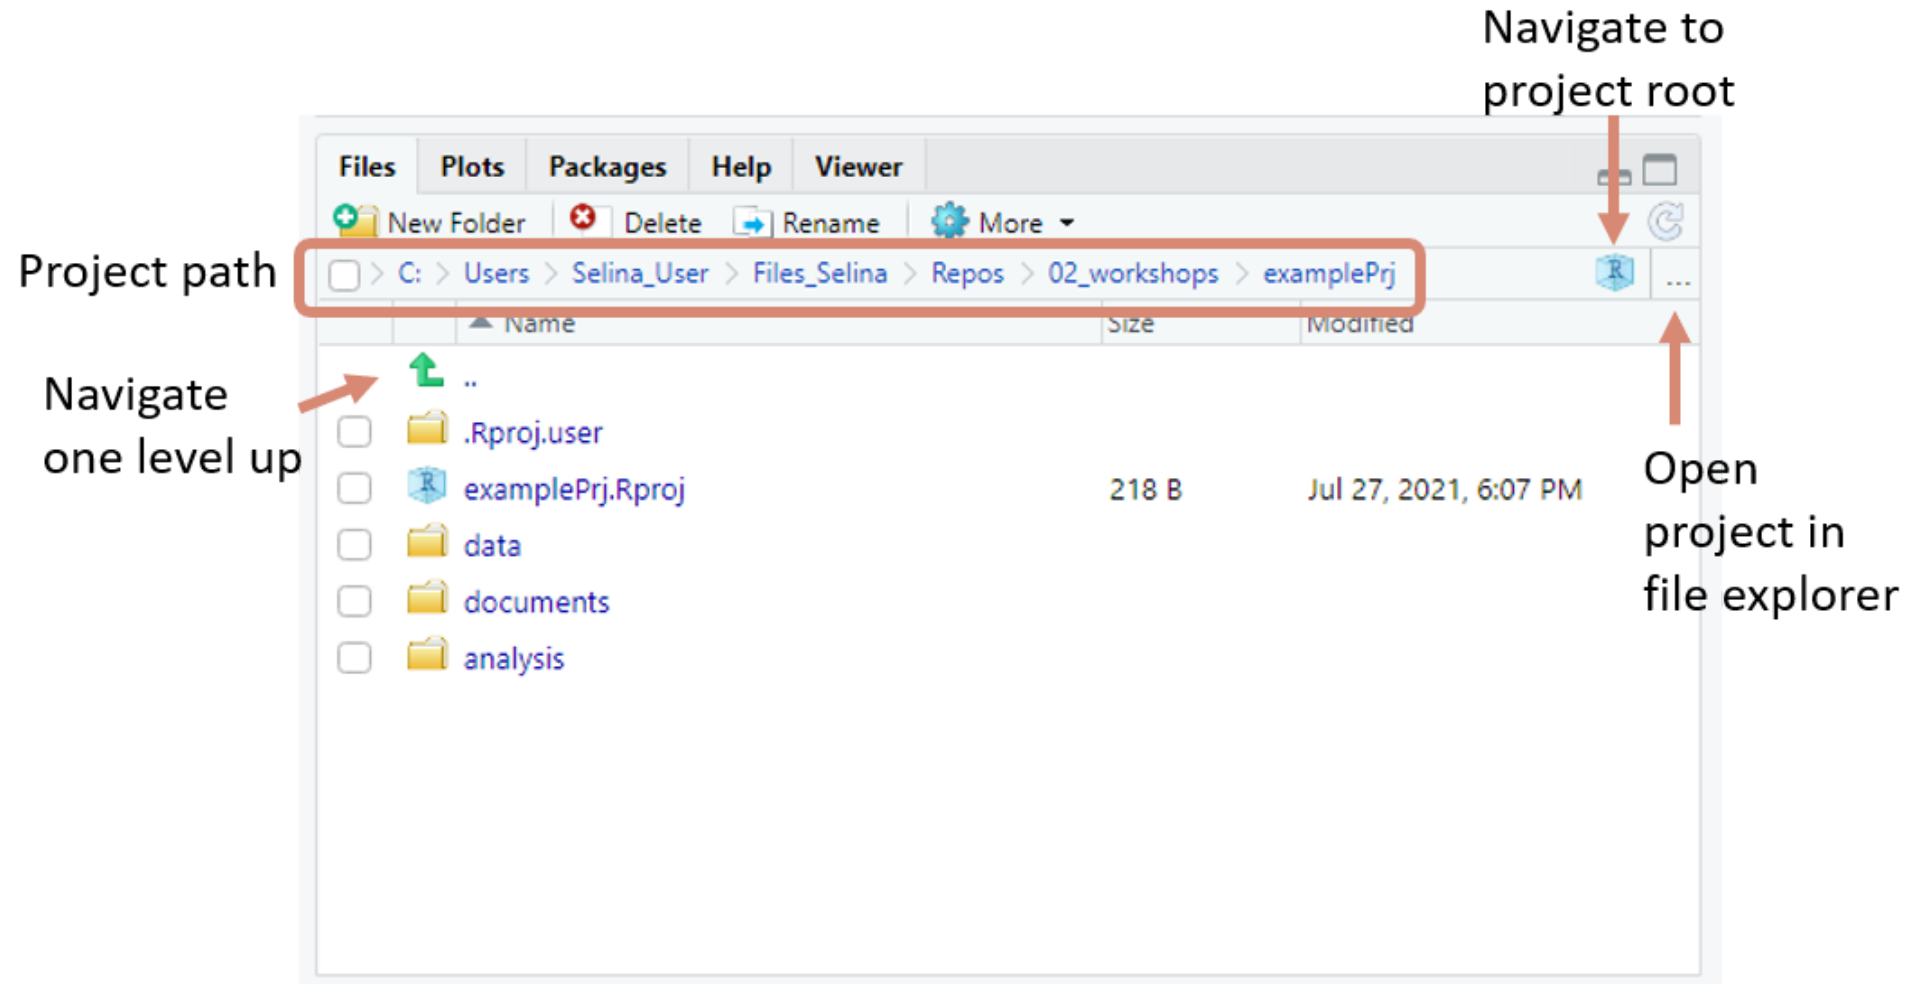 Navigate to
project root
Files Plots Packages Help Viewer
New Folder Delete Rename More
Project path
C: > Users > Selina_User > Files_Selina > Repos > 02_workshops > examplePrj
R
...
Name Size Modified
..
Navigate
one level up
.Rproj.user
R examplePrj.Rproj 218 B Jul 27, 2021, 6:07 PM
data
documents
analysis
Open
project in
file explorer